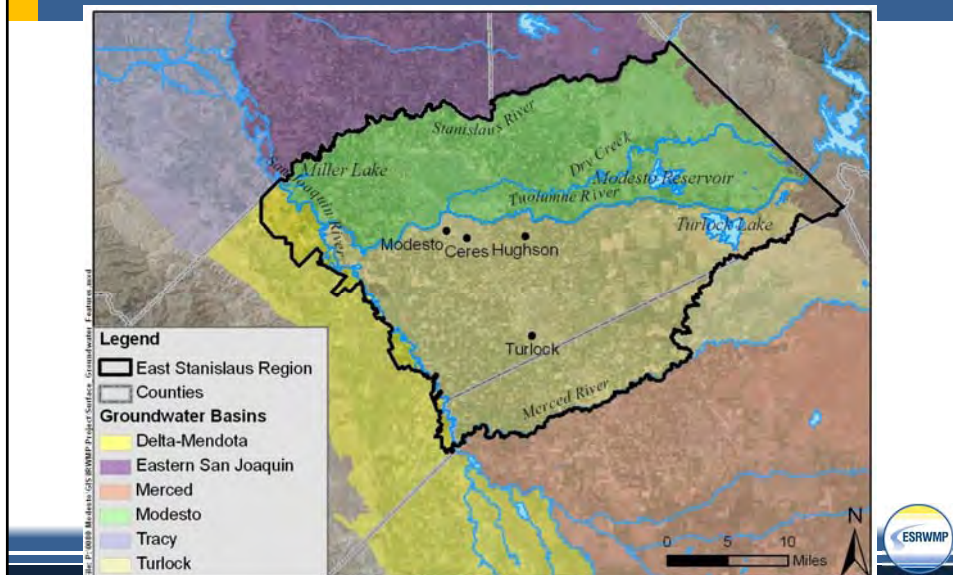 Stanislaus River
Dry Creek
Miller Lake
Modesto Reservoir
San Joaquin River
Tuolumne River
Turlock Lake
Modesto
Ceres
Hughson
Turlock
Merced River
Legend
East Stanislaus Region
Counties
Groundwater Basins
Delta-Mendota
Eastern San Joaquin
Merced
Modesto
Tracy
Turlock
N
0 5 10
Miles
ESRWMP